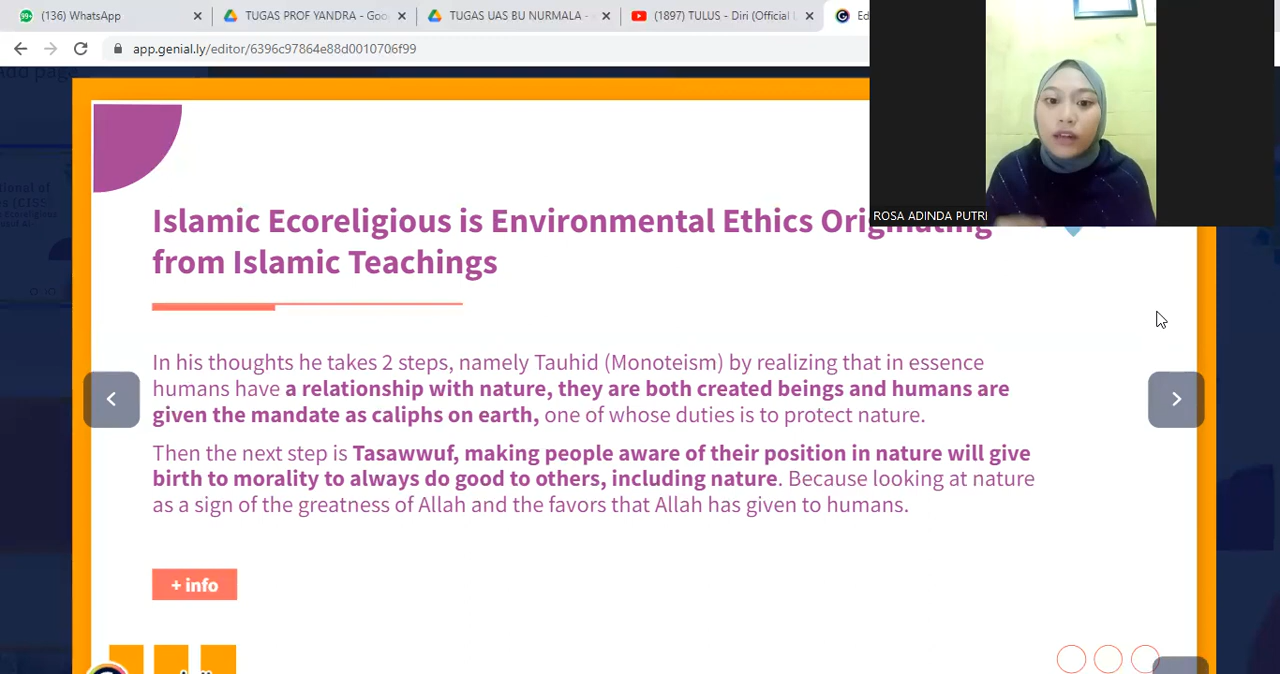 (136) WhatsApp
TUGAS PROF YANDRA - Goo
TUGAS UAS BU NURMALA -
(1897) TULUS - Diri (Official L
Ed
app.genial.ly/editor/6396c97864e88d0010706f99
Add page
ROSA ADINDA PUTRI
Islamic Ecoreligious is Environmental Ethics Originating
from Islamic Teachings
In his thoughts he takes 2 steps, namely Tauhid (Monoteism) by realizing that in essence
humans have a relationship with nature, they are both created beings and humans are
given the mandate as caliphs on earth, one of whose duties is to protect nature.
Then the next step is Tasawwuf, making people aware of their position in nature will give
birth to morality to always do good to others, including nature. Because looking at nature
as a sign of the greatness of Allah and the favors that Allah has given to humans.
+ info